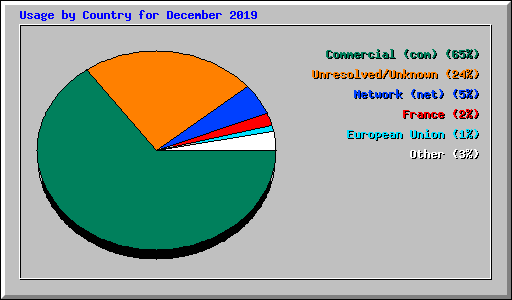 Usage by Country for December 2019
Commercial (com) (65%)
Unresolved/Unknown (24%)
Network (net) (5%)
France (2%)
European Union (1%)
Other (3%)